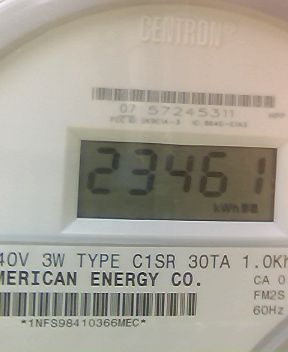 CENTRON®
07 57245311
23461
kWh
40V 3W TYPE C1SR 30TA 1.0Kh
MERICAN ENERGY CO.
CA 0
FM2S
60Hz
*1NFS98410366MEC*